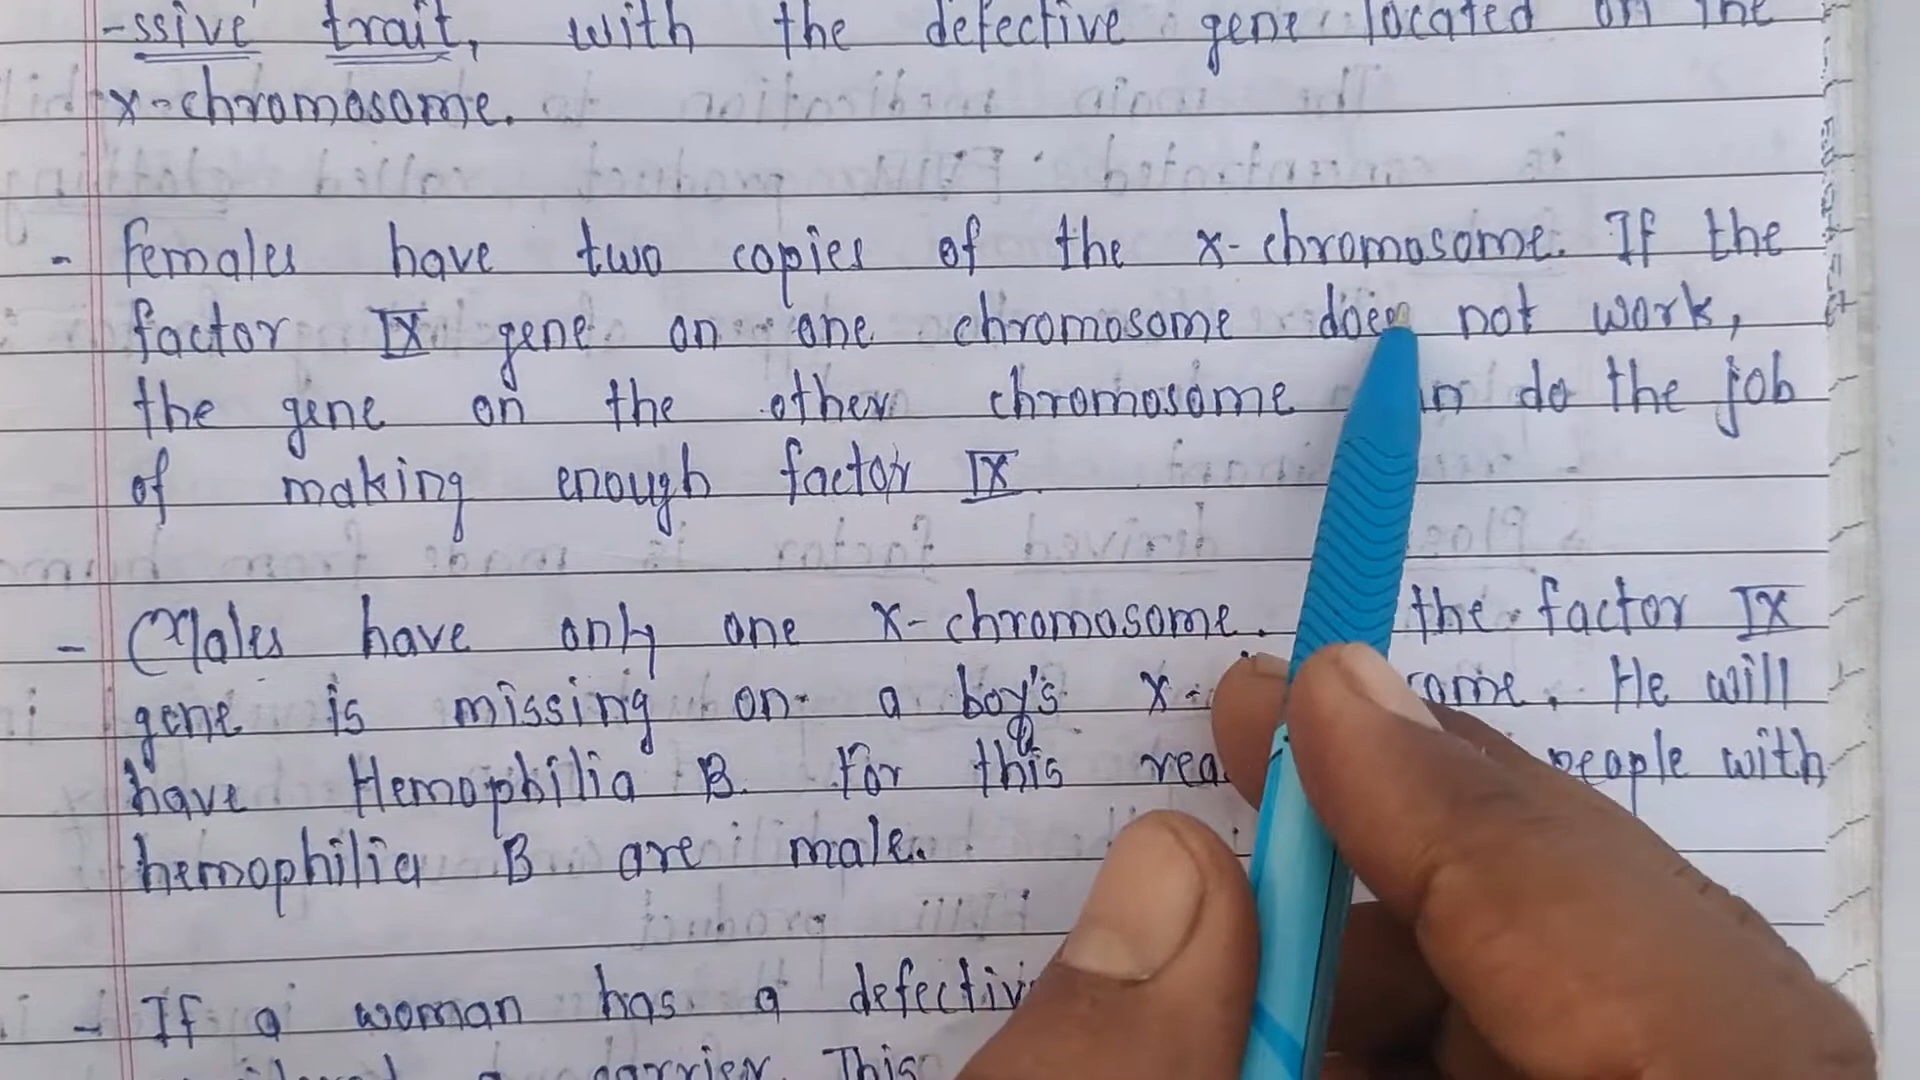 -ssive trait, with the defective gene located on the
x-chromosome.
- Females have two copies of the x-chromosome. If the
factor IX gene on one chromosome does not work,
the gene on the other chromosome do the job
of making enough factor IX
- Males have only one x-chromosome. the factor IX
gene is missing on a boy's x- He will
have Hemophilia B. For this people with
hemophilia B are male.
- If a woman has a
a carrier. This